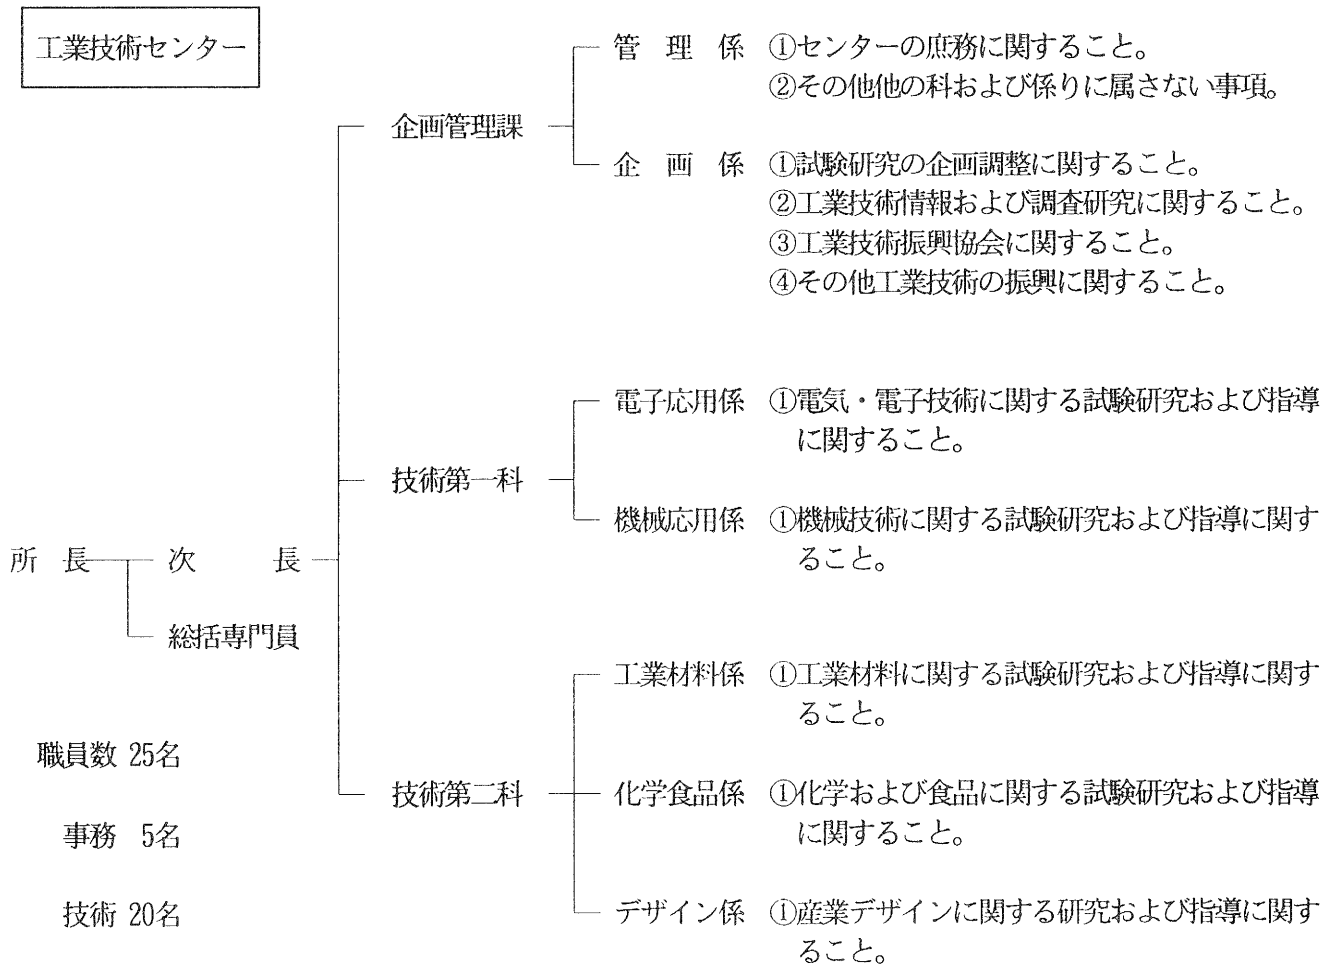 工業技術センター
管理係 ①センターの庶務に関すること。
②その他他の科および係りに属さない事項。
企画管理課
企画係 ①試験研究の企画調整に関すること。
②工業技術情報および調査研究に関すること。
③工業技術振興協会に関すること。
④その他工業技術の振興に関すること。
電子応用係 ①電気・電子技術に関する試験研究および指導
に関すること。
技術第一科
機械応用係 ①機械技術に関する試験研究および指導に関す
ること。
所長 次長
総括専門員
工業材料係 ①工業材料に関する試験研究および指導に関す
ること。
職員数 25名
技術第二科 化学食品係 ①化学および食品に関する試験研究および指導
に関すること。
事務 5名
技術 20名
デザイン係 ①産業デザインに関する研究および指導に関す
ること。